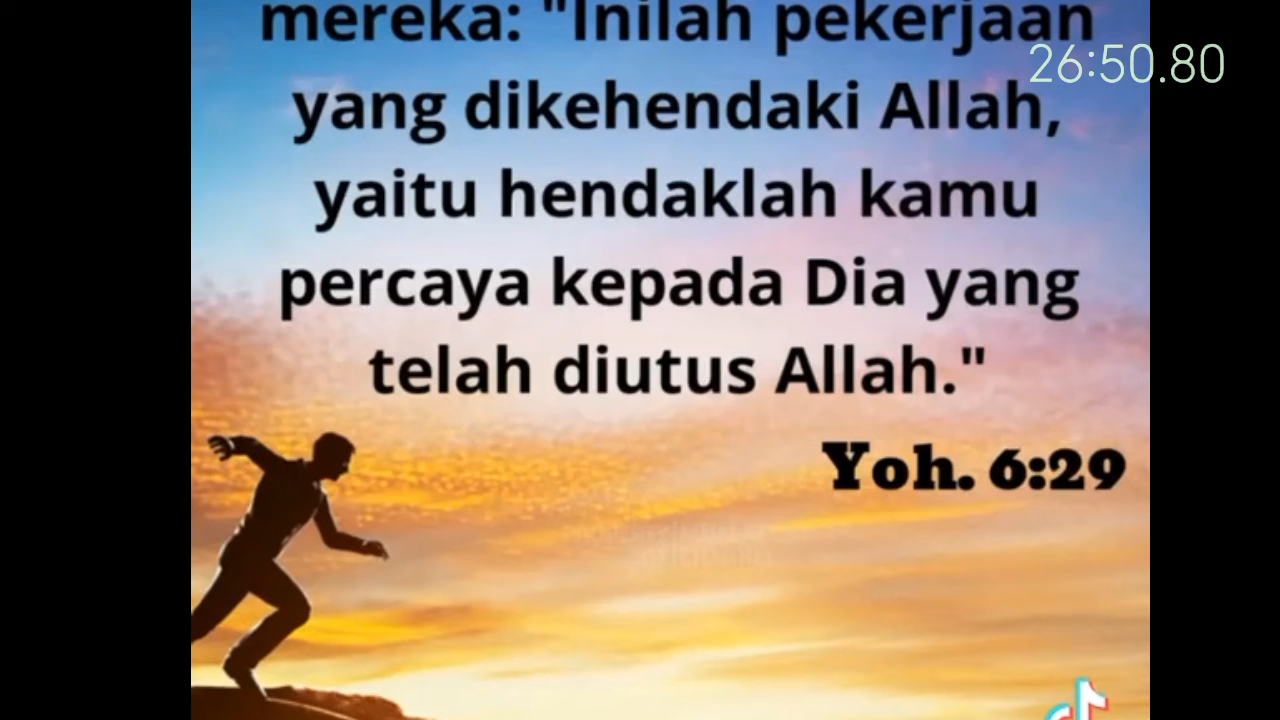 mereka: "Inilah pekerjaan
26:50.80
yang dikehendaki Allah,
yaitu hendaklah kamu
percaya kepada Dia yang
telah diutus Allah."
Yoh. 6:29